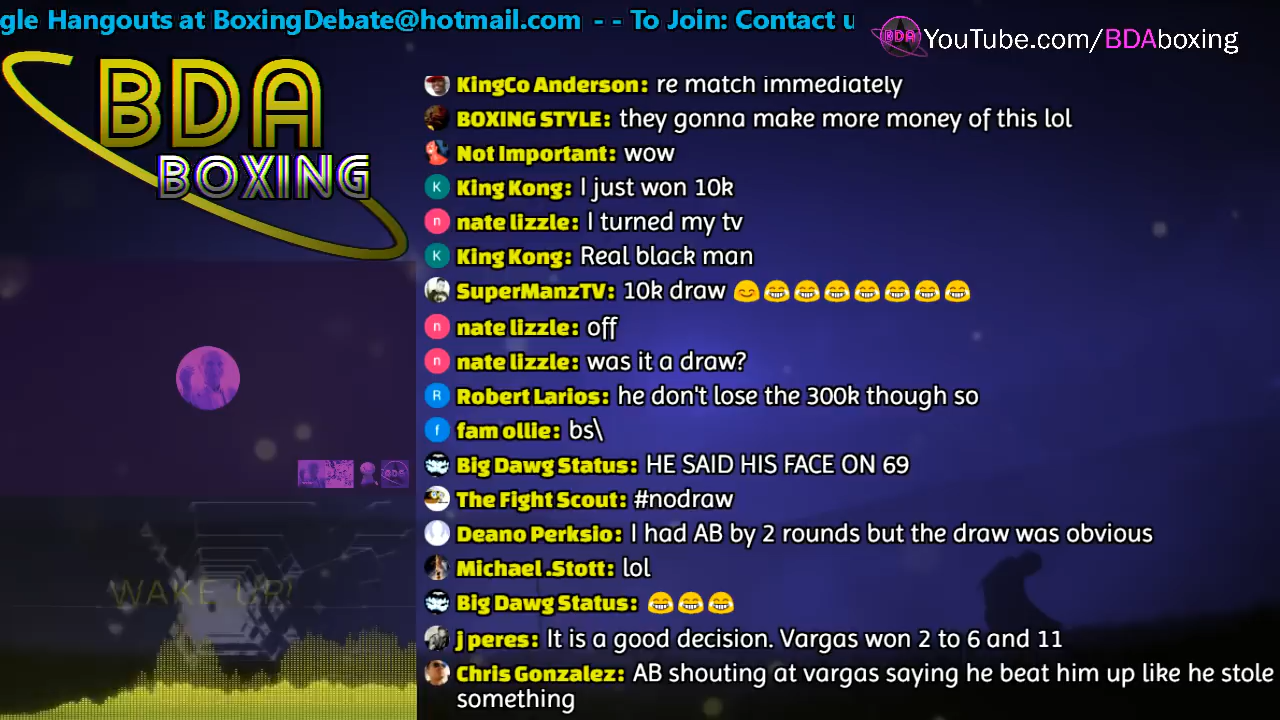 gle Hangouts at BoxingDebate@hotmail.com - - To Join: Contact u
BDA
YouTube.com/BDAboxing
BDA
BOXING
KingCo Anderson: re match immediately
BOXING STYLE: they gonna make more money of this lol
Not Important: wow
K King Kong: I just won 10k
n nate lizzle: I turned my tv
K King Kong: Real black man
SuperManzTV: 10k draw 😊😂😂😂😂😂😂😂
n nate lizzle: off
n nate lizzle: was it a draw?
R Robert Larios: he don't lose the 300k though so
f fam ollie: bs\
Big Dawg Status: HE SAID HIS FACE ON 69
The Fight Scout: #nodraw
Deano Perksio: I had AB by 2 rounds but the draw was obvious
Michael .Stott: lol
Big Dawg Status: 😂😂😂
j peres: It is a good decision. Vargas won 2 to 6 and 11
Chris Gonzalez: AB shouting at vargas saying he beat him up like he stole
something
BDA
WAKE UP!